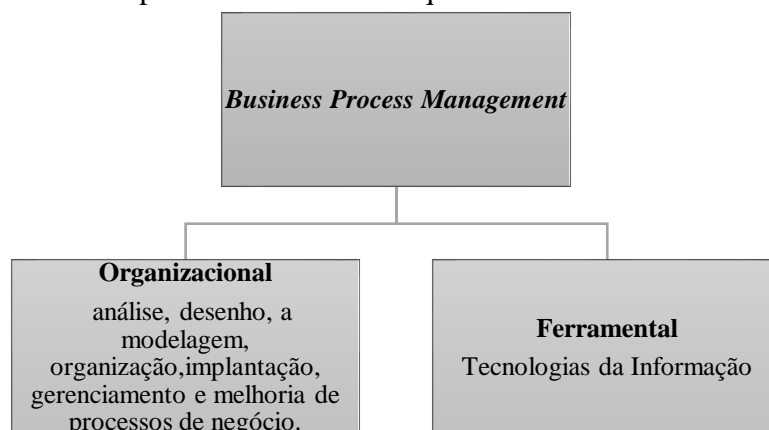 Business Process Management
Organizacional
análise, desenho, a
modelagem,
organização,implantação,
gerenciamento e melhoria de
processos de negócio.
Ferramental
Tecnologias da Informação